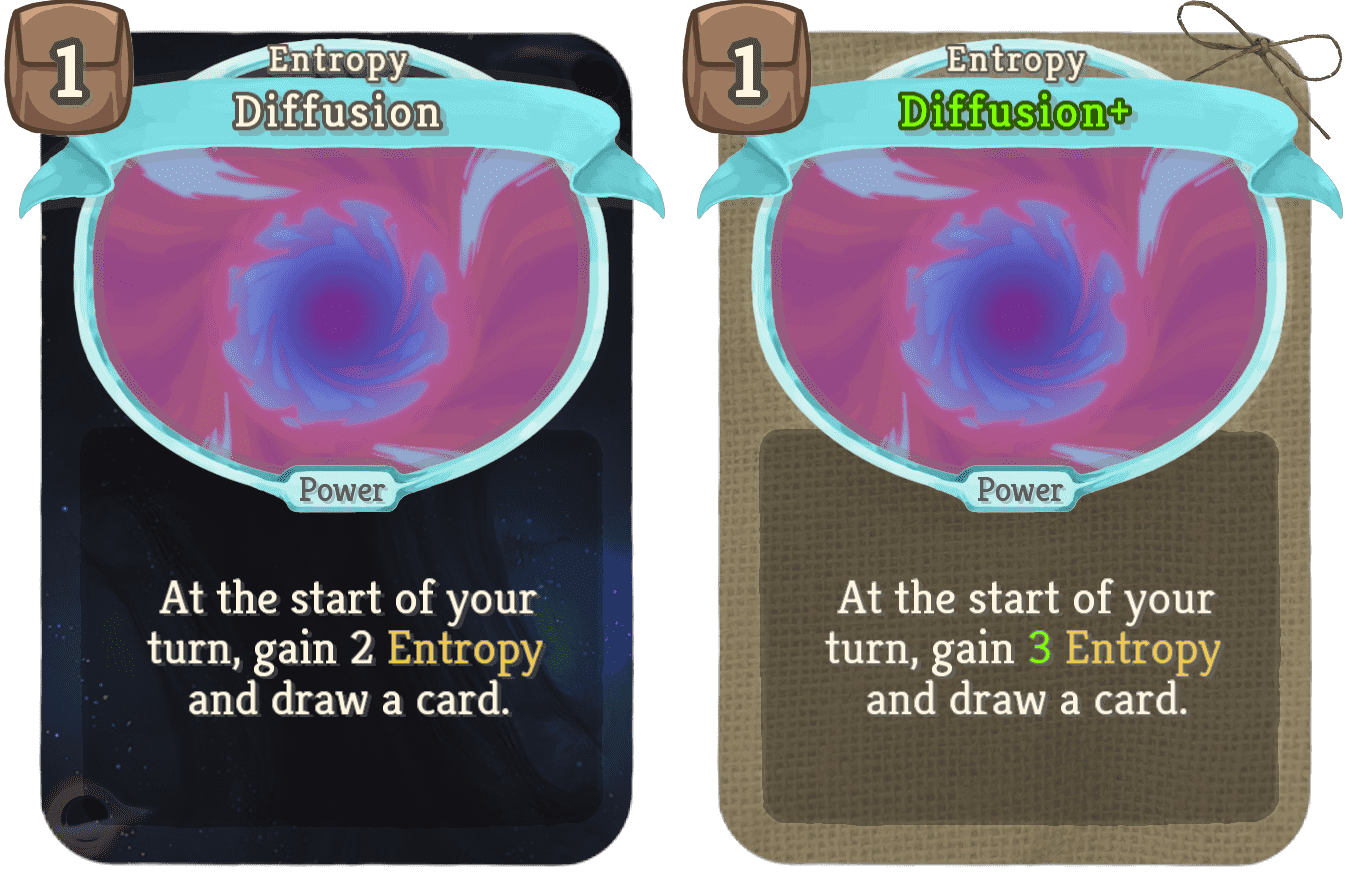 1
Entropy
Diffusion
Power
At the start of your
turn, gain 2 Entropy
and draw a card.
1
Entropy
Diffusion+
Power
At the start of your
turn, gain 3 Entropy
and draw a card.